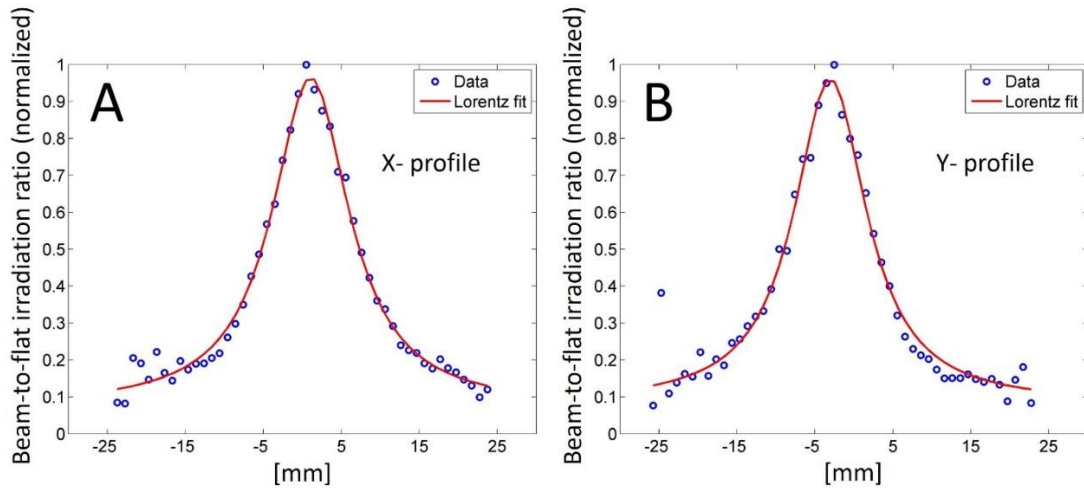 Beam-to-flat irradiation ratio (normalized)
1
0.9
0.8
0.7
0.6
0.5
0.4
0.3
0.2
0.1
0
A
Data
Lorentz fit
X- profile
-25 -15 -5 5 15 25
[mm]
Beam-to-flat irradiation ratio (normalized)
1
0.9
0.8
0.7
0.6
0.5
0.4
0.3
0.2
0.1
0
B
Data
Lorentz fit
Y- profile
-25 -15 -5 5 15 25
[mm]